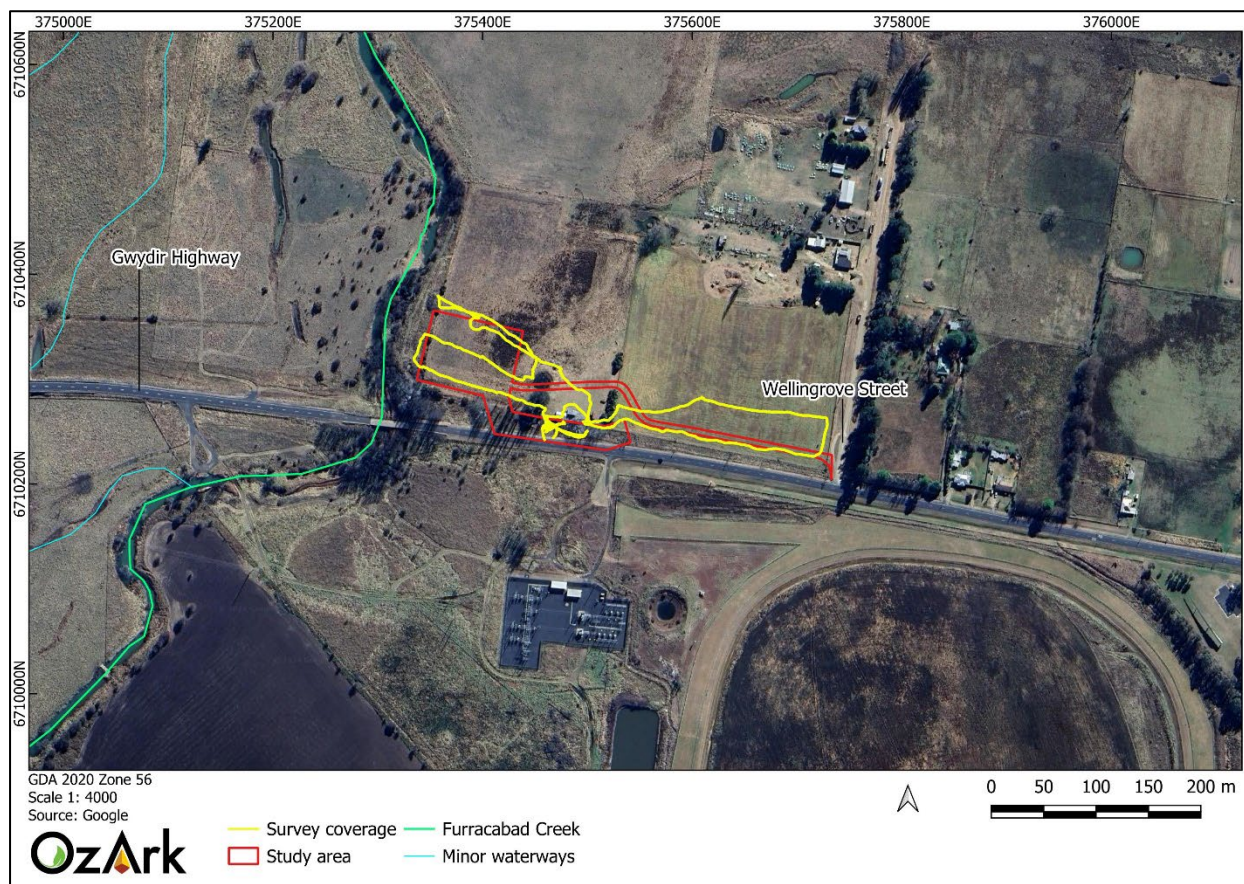 375000E 375200E 375400E 375600E 375800E 376000E
6710600N
6710400N
6710200N
6710000N
Gwydir Highway
Wellingrove Street
GDA 2020 Zone 56
Scale 1: 4000
Source: Google
OzArk
Survey coverage
Study area
Furracabad Creek
Minor waterways
0 50 100 150 200 m